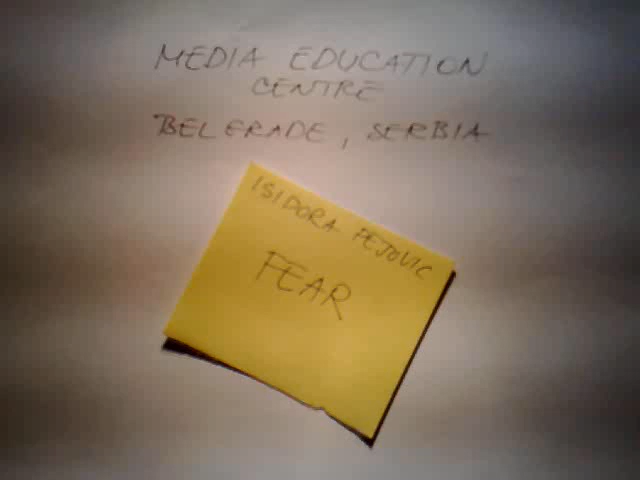 MEDIA EDUCATION
CENTRE
BELGRADE, SERBIA
ISIDORA PEJOVIC
FEAR